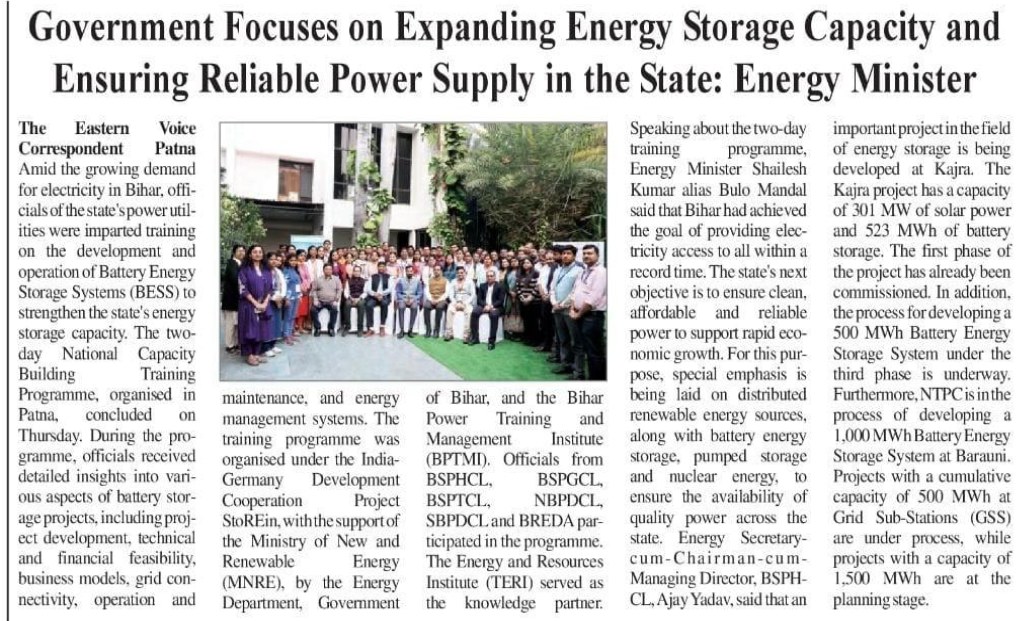 Government Focuses on Expanding Energy Storage Capacity and
Ensuring Reliable Power Supply in the State: Energy Minister
The Eastern Voice
Correspondent Patna
Amid the growing demand
for electricity in Bihar, offi-
cials of the state's power util-
ities were imparted training
on the development and
operation of Battery Energy
Storage Systems (BESS) to
strengthen the state's energy
storage capacity. The two-
day National Capacity
Building Training
Programme, organised in
Patna, concluded on
Thursday. During the pro-
gramme, officials received
detailed insights into vari-
ous aspects of battery stor-
age projects, including proj-
ect development, technical
and financial feasibility,
business models, grid con-
nectivity, operation and
maintenance, and energy
management systems. The
training programme was
organised under the India-
Germany Development
Cooperation Project
StoREin, with the support of
the Ministry of New and
Renewable Energy
(MNRE), by the Energy
Department, Government
of Bihar, and the Bihar
Power Training and
Management Institute
(BPTMI). Officials from
BSPHCL, BSPGCL,
BSPTCL, NBPDCL,
SBPDCL and BREDA par-
ticipated in the programme.
The Energy and Resources
Institute (TERI) served as
the knowledge partner.
Speaking about the two-day
training programme,
Energy Minister Shailesh
Kumar alias Bulo Mandal
said that Bihar had achieved
the goal of providing elec-
tricity access to all within a
record time. The state's next
objective is to ensure clean,
affordable and reliable
power to support rapid eco-
nomic growth. For this pur-
pose, special emphasis is
being laid on distributed
renewable energy sources,
along with battery energy
storage, pumped storage
and nuclear energy, to
ensure the availability of
quality power across the
state. Energy Secretary-
cum-Chairman-cum-
Managing Director, BSPH-
CL, Ajay Yadav, said that an
important project in the field
of energy storage is being
developed at Kajra. The
Kajra project has a capacity
of 301 MW of solar power
and 523 MWh of battery
storage. The first phase of
the project has already been
commissioned. In addition,
the process for developing a
500 MWh Battery Energy
Storage System under the
third phase is underway.
Furthermore, NTPC is in the
process of developing a
1,000 MWh Battery Energy
Storage System at Barauni.
Projects with a cumulative
capacity of 500 MWh at
Grid Sub-Stations (GSS)
are under process, while
projects with a capacity of
1,500 MWh are at the
planning stage.